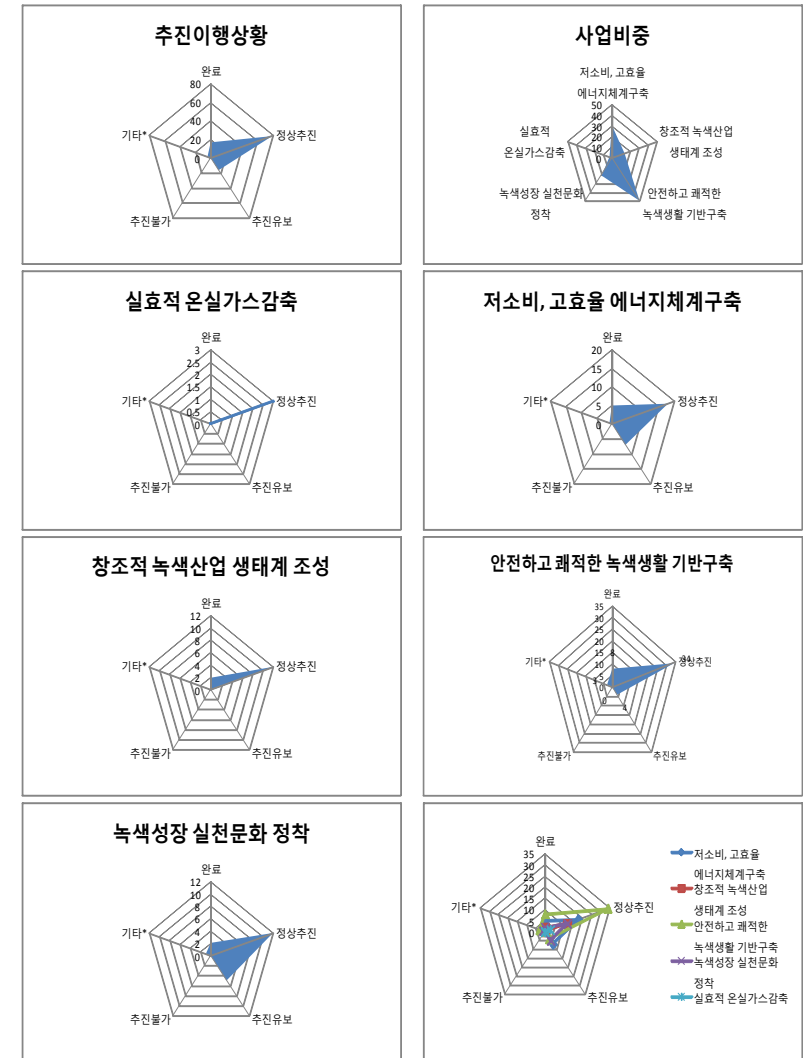 추진이행상황
완료
80
60
40
20
0
정상추진
추진유보
추진불가
기타*
사업비중
저소비, 고효율
에너지체계구축
50
40
30
20
10
0
창조적 녹색산업
생태계 조성
안전하고 쾌적한
녹색생활 기반구축
녹색성장 실천문화
정착
실효적
온실가스감축
실효적 온실가스감축
완료
3
2.5
2
1.5
1
0.5
0
정상추진
추진유보
추진불가
기타*
저소비, 고효율 에너지체계구축
완료
20
15
10
5
0
정상추진
추진유보
추진불가
기타*
창조적 녹색산업 생태계 조성
완료
12
10
8
6
4
2
0
정상추진
추진유보
추진불가
기타*
안전하고 쾌적한 녹색생활 기반구축
완료
35
30
25
20
15
10
5
0
8
정상추진
4
추진유보
0
추진불가
3
기타*
녹색성장 실천문화 정착
완료
12
10
8
6
4
2
0
정상추진
추진유보
추진불가
기타*
완료
35
30
25
20
15
10
5
0
정상추진
추진유보
추진불가
기타*
저소비, 고효율
에너지체계구축
창조적 녹색산업
생태계 조성
안전하고 쾌적한
녹색생활 기반구축
녹색성장 실천문화
정착
실효적 온실가스감축